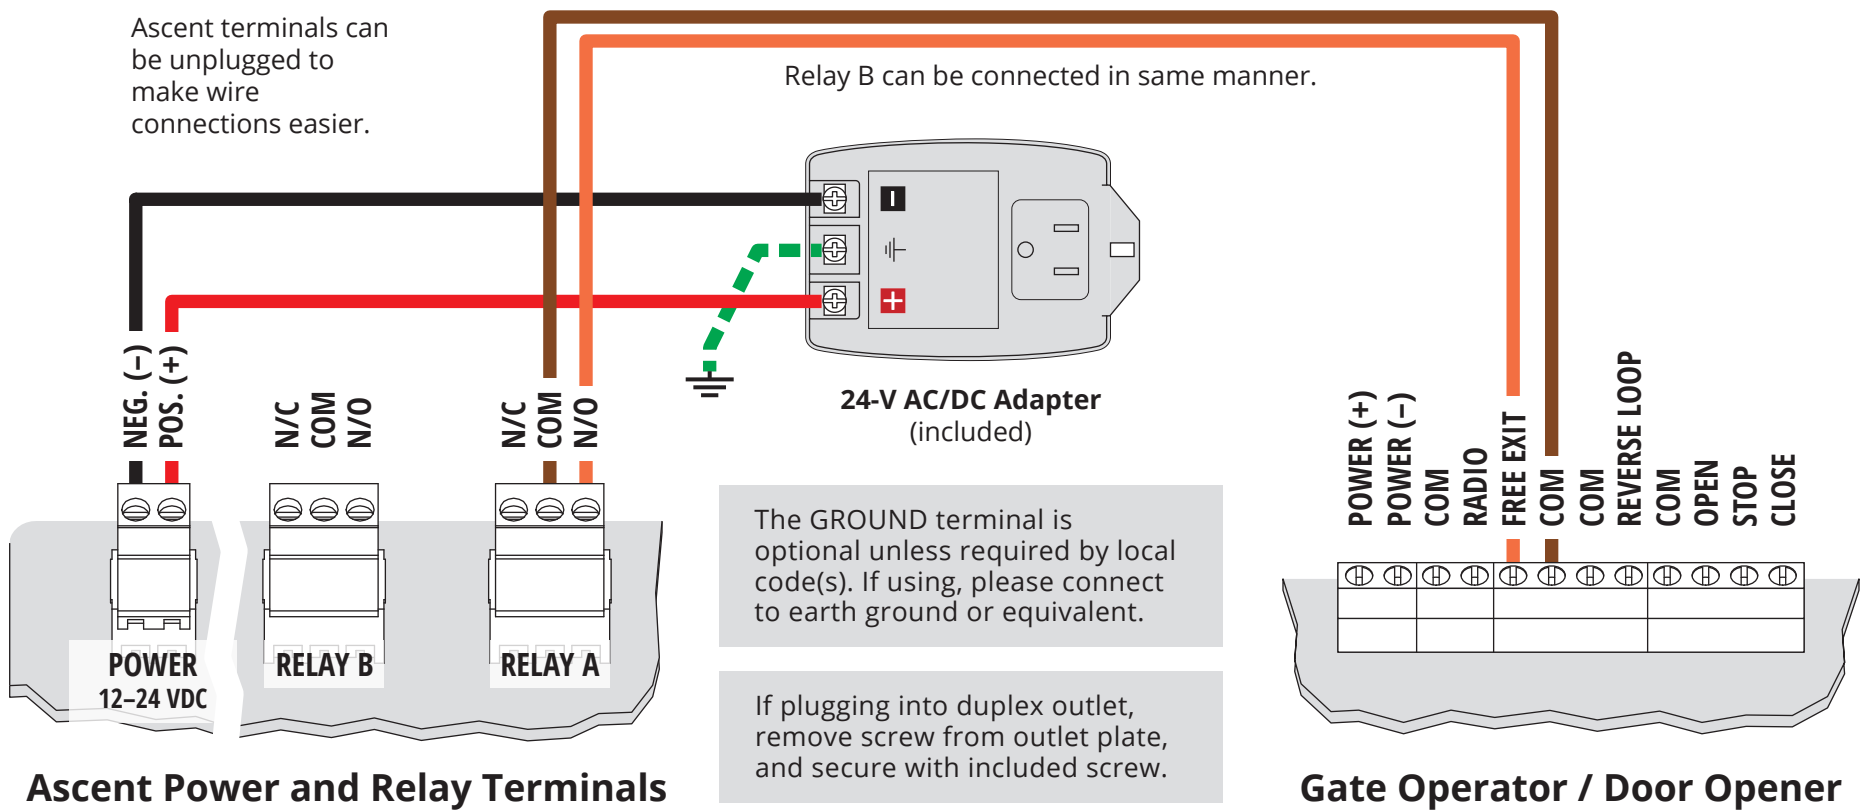 Ascent terminals can
be unplugged to
make wire
connections easier.
Relay B can be connected in same manner.
NEG. (–)
POS. (+)
N/C
COM
N/O
N/C
COM
N/O
24-V AC/DC Adapter
(included)
POWER (+)
POWER (–)
COM
RADIO
FREE EXIT
COM
COM
REVERSE LOOP
COM
OPEN
STOP
CLOSE
The GROUND terminal is
optional unless required by local
code(s). If using, please connect
to earth ground or equivalent.
POWER
12–24 VDC
RELAY B
RELAY A
If plugging into duplex outlet,
remove screw from outlet plate,
and secure with included screw.
Ascent Power and Relay Terminals
Gate Operator / Door Opener